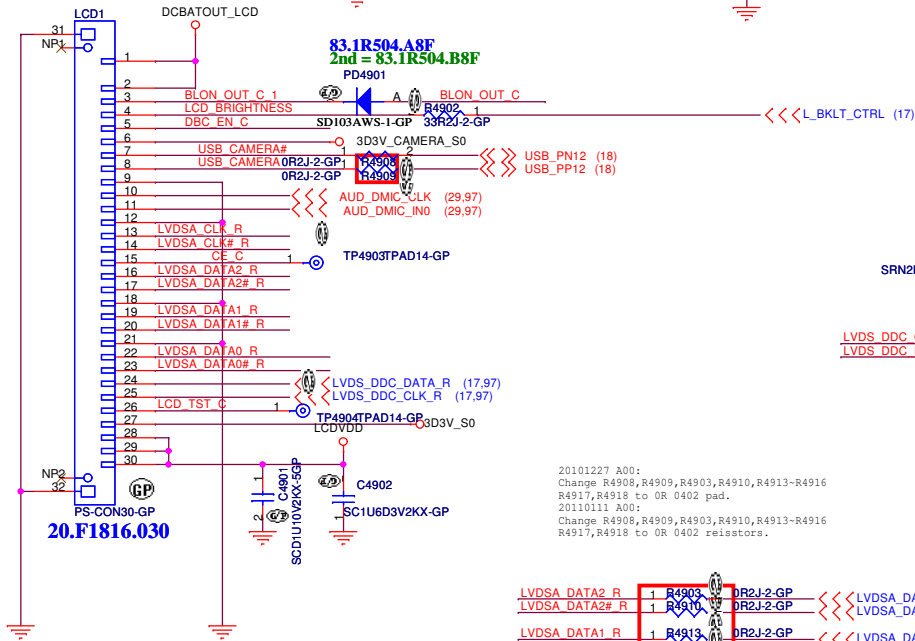 LCD1
DCBATOUT_LCD
31
NP1
1
2
3 BLON_OUT_C_1
4 LCD_BRIGHTNESS
5 DBC_EN_C
6
7 USB_CAMERA#
8 USB_CAMERA
9
10
11
12
13 LVDSA_CLK_R
14 LVDSA_CLK#_R
15 CE_C
16 LVDSA_DATA2_R
17 LVDSA_DATA2#_R
18
19 LVDSA_DATA1_R
20 LVDSA_DATA1#_R
21
22 LVDSA_DATA0_R
23 LVDSA_DATA0#_R
24
25
26 LCD_TST_C
27
28
29
30
NP2
32
GP
PS-CON30-GP
20.F1816.030
83.1R504.A8F
2nd = 83.1R504.B8F
PD4901
A
BLON_OUT_C
SD103AWS-1-GP
R4902
1
33R2J-2-GP
L_BKLT_CTRL (17)
3D3V_CAMERA_S0
1 2
R4908
0R2J-2-GP 1
R4909
0R2J-2-GP
USB_PN12 (18)
USB_PP12 (18)
AUD_DMIC_CLK (29,97)
AUD_DMIC_IN0 (29,97)
1
TP4903TPAD14-GP
LVDS_DDC_DATA_R (17,97)
LVDS_DDC_CLK_R (17,97)
1
TP4904TPAD14-GP
3D3V_S0
LCDVDD
1
C4901
2
SCD1U10V2KX-5GP
C4902
1
SC1U6D3V2KX-GP
LVDS_DDC_
LVDS_DDC_
20101227 A00:
Change R4908,R4909,R4903,R4910,R4913~R4916
R4917,R4918 to 0R 0402 pad.
20110111 A00:
Change R4908,R4909,R4903,R4910,R4913~R4916
R4917,R4918 to 0R 0402 reisstors.
LVDSA_DATA2_R 1 R4903 0R2J-2-GP LVDSA_DA
LVDSA_DATA2#_R 1 R4910 0R2J-2-GP LVDSA_DA
LVDSA_DATA1_R 1 R4913 0R2J-2-GP LVDSA_DA